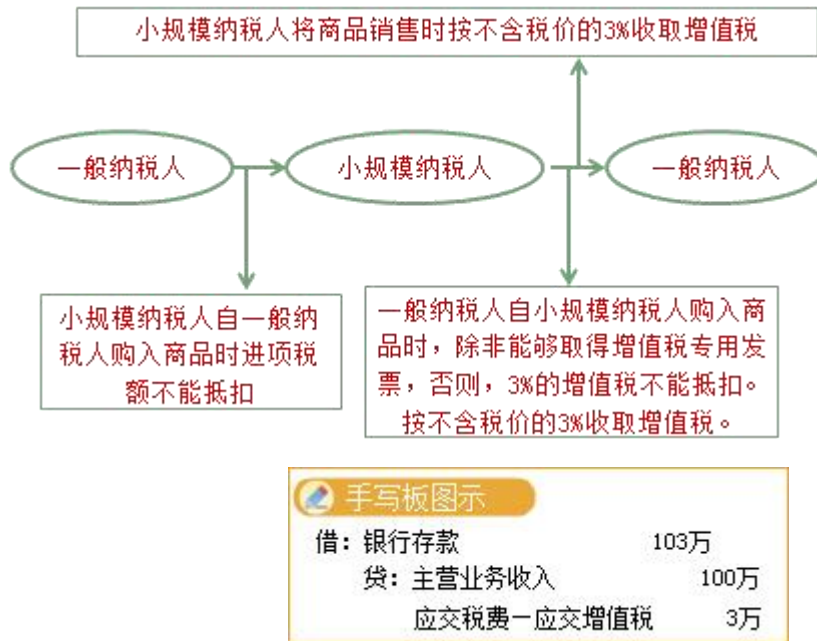 小规模纳税人将商品销售时按不含税价的3%收取增值税
一般纳税人
小规模纳税人
一般纳税人
小规模纳税人自一般纳
税人购入商品时进项税
额不能抵扣
一般纳税人自小规模纳税人购入商
品时，除非能够取得增值税专用发
票，否则，3%的增值税不能抵扣。
按不含税价的3%收取增值税。
手写板图示
借：银行存款 103万
贷：主营业务收入 100万
应交税费－应交增值税 3万